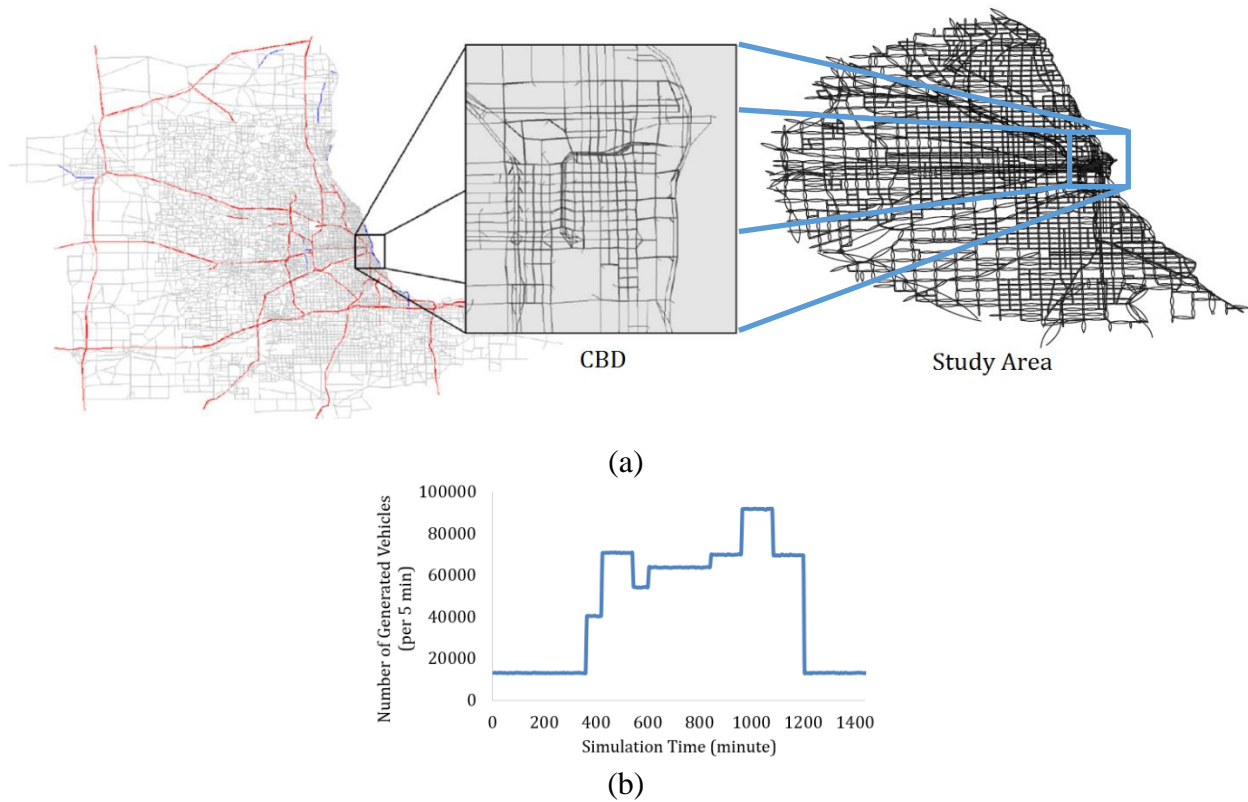 CBD
Study Area
(a)
Number of Generated Vehicles
(per 5 min)
100000
80000
60000
40000
20000
0
0 200 400 600 800 1000 1200 1400
Simulation Time (minute)
(b)